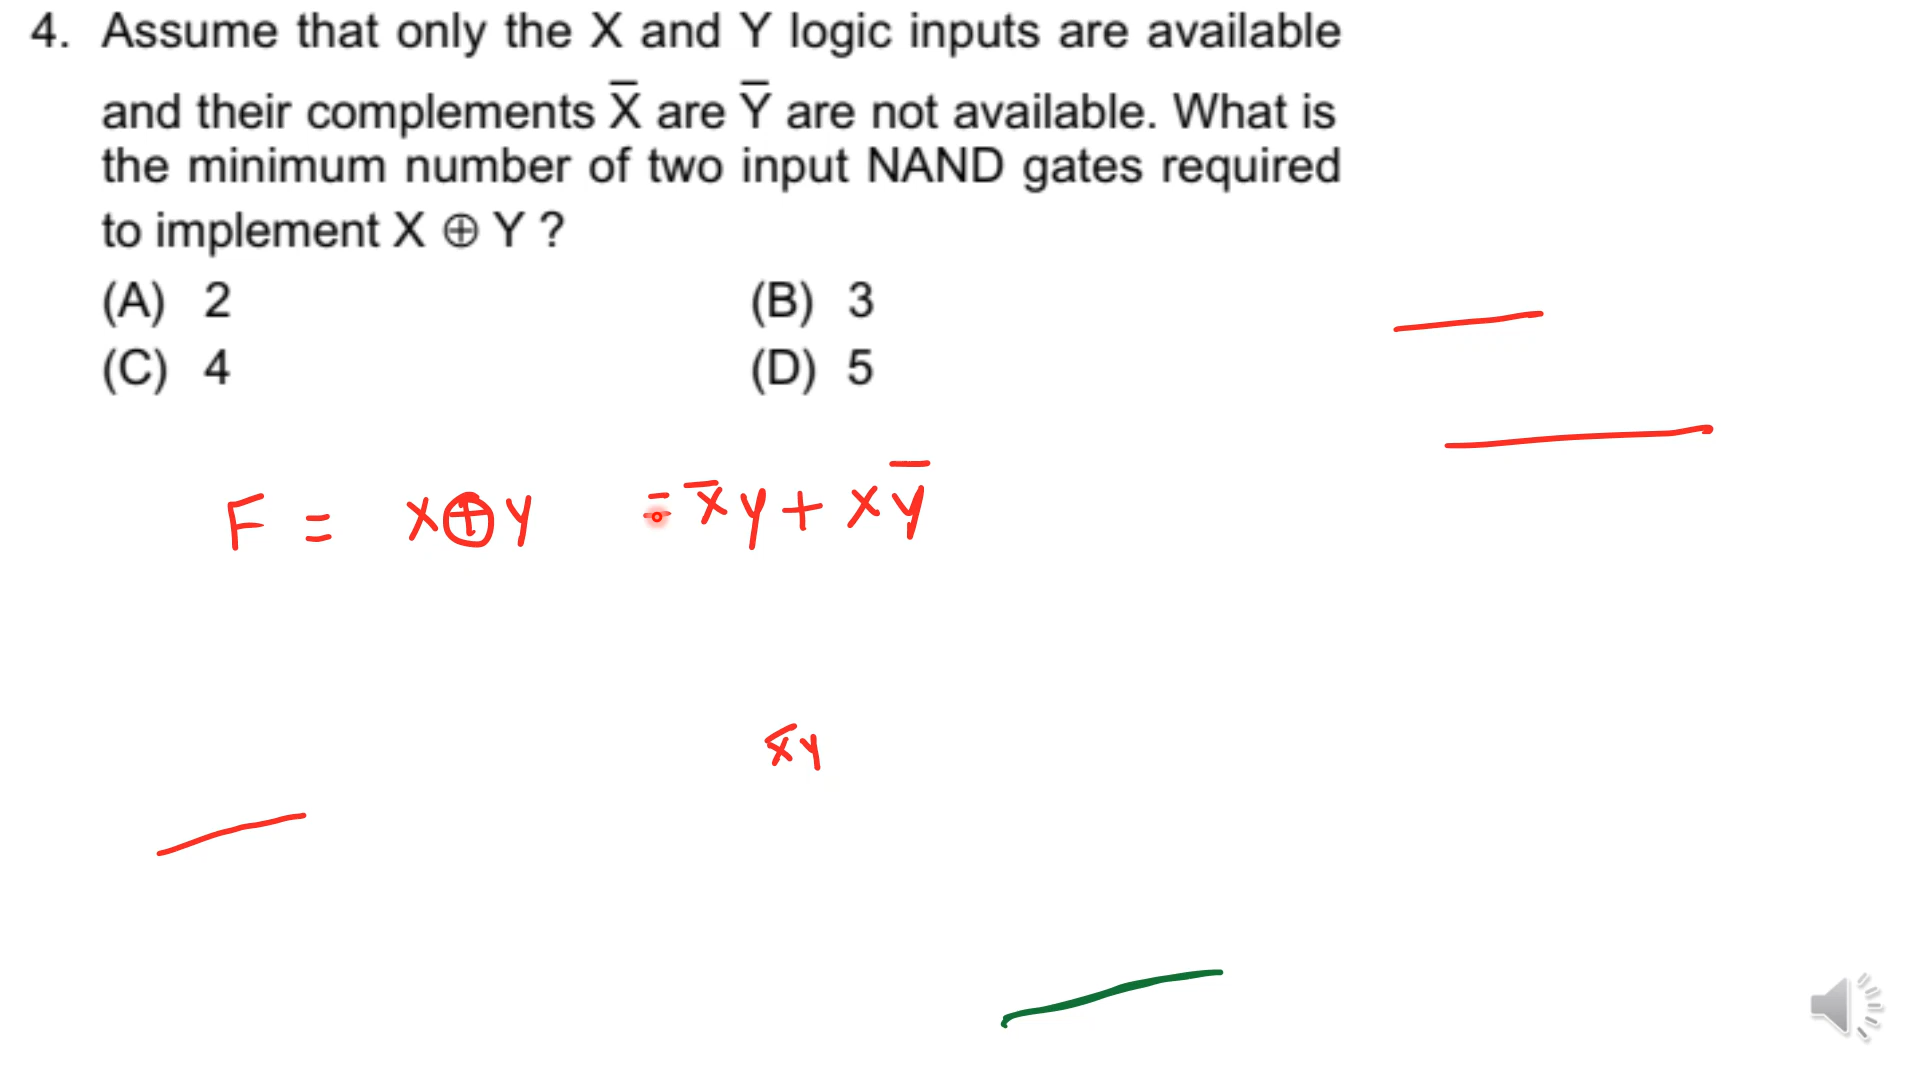 4. Assume that only the X and Y logic inputs are available
and their complements X̅ are Y̅ are not available. What is
the minimum number of two input NAND gates required
to implement X ⊕ Y ?
(A) 2 (B) 3
(C) 4 (D) 5
F = x⊕y = x̅y + xy̅
x̅y